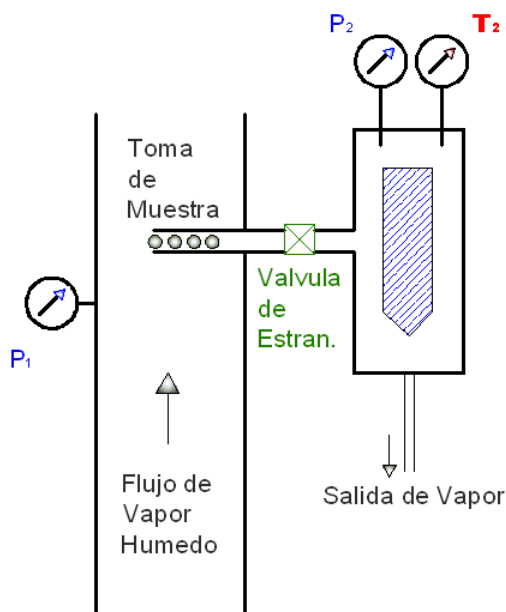 P₂
T₂
Toma
de
Muestra
Valvula
de
Estran.
P₁
Flujo de
Vapor
Humedo
Salida de Vapor